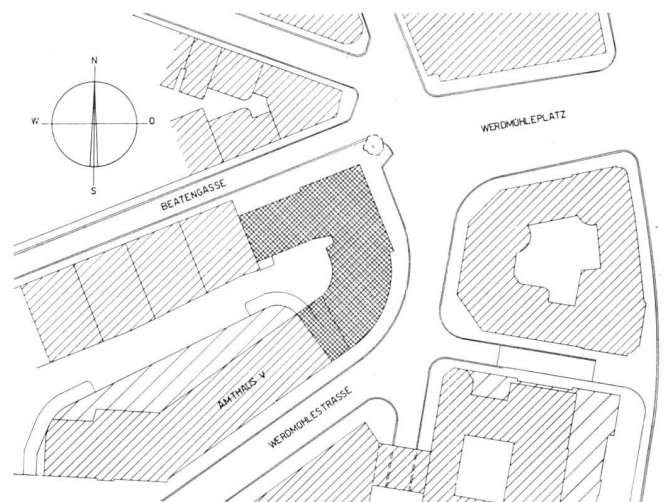 N
W O
S
WERDMÜHLEPLATZ
BEATENGASSE
AMTHAUS V
WERDMÜHLESTRASSE